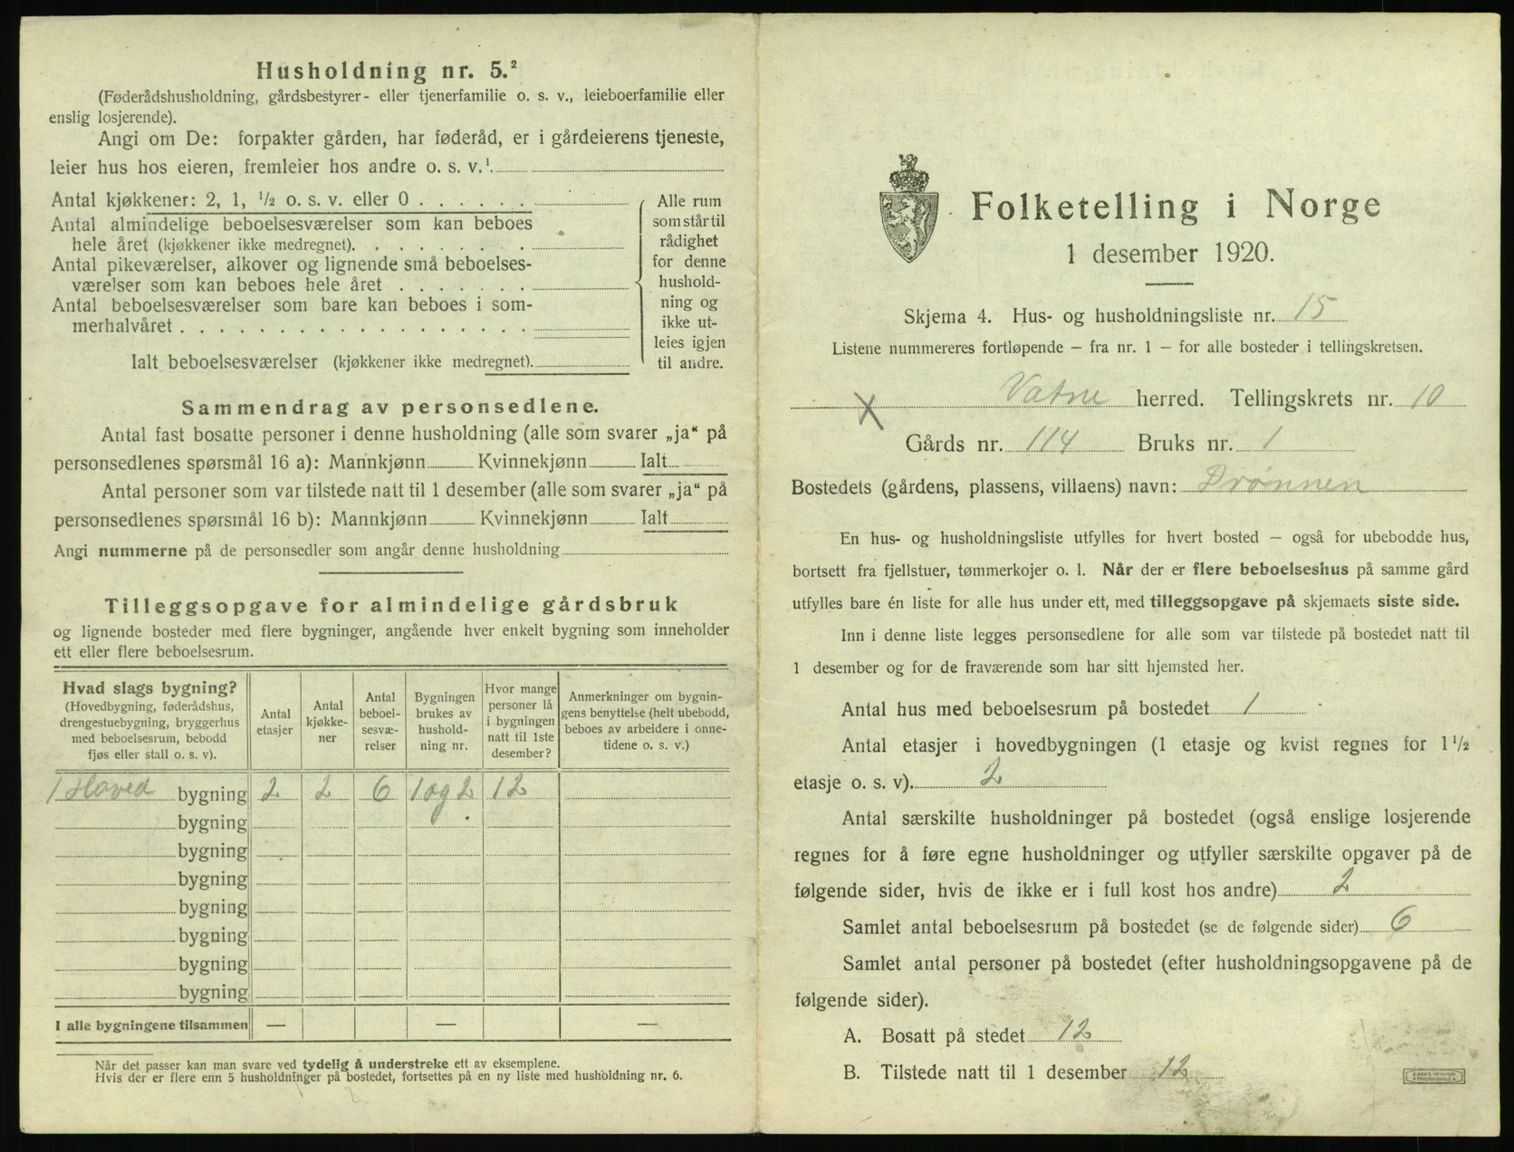 Husholdning nr. 5.²
(Føderådshusholdning, gårdsbestyrer- eller tjenerfamilie o. s. v., leieboerfamilie eller
enslig losjerende).
Angi om De: forpakter gården, har føderåd, er i gårdeierens tjeneste,
leier hus hos eieren, fremleier hos andre o. s. v.¹
Antal kjøkkener: 2, 1, ½ o. s. v. eller 0 . . . . . .
Antal almindelige beboelsesværelser som kan beboes
hele året (kjøkkener ikke medregnet). . . . . . . .
Antal pikeværelser, alkover og lignende små beboelses-
værelser som kan beboes hele året . . . . . . .
Antal beboelsesværelser som bare kan beboes i som-
merhalvåret . . . . . . . . . . . . . . . . . .
Ialt beboelsesværelser (kjøkkener ikke medregnet).
Alle rum
som står til
rådighet
for denne
hushold-
ning og
ikke ut-
leies igjen
til andre.
Sammendrag av personsedlene.
Antal fast bosatte personer i denne husholdning (alle som svarer „ja“ på
personsedlenes spørsmål 16 a): Mannkjønn Kvinnekjønn Ialt
Antal personer som var tilstede natt til 1 desember (alle som svarer „ja“ på
personsedlenes spørsmål 16 b): Mannkjønn Kvinnekjønn Ialt
Angi nummerne på de personsedler som angår denne husholdning
Tilleggsopgave for almindelige gårdsbruk
og lignende bosteder med flere bygninger, angående hver enkelt bygning som inneholder
ett eller flere beboelsesrum.
Hvad slags bygning?
(Hovedbygning, føderådshus,
drengestuebygning, bryggerhus
med beboelsesrum, bebodd
fjøs eller stall o. s. v).
Antal
etasjer
Antal
kjøkke-
ner
Antal
beboel-
sesvæ-
relser
Bygningen
brukes av
hushold-
ning nr.
Hvor mange
personer lå
i bygningen
natt til 1ste
desember?
Anmerkninger om bygnin-
gens benyttelse (helt ubebodd,
beboes av arbeidere i onne-
tidene o. s. v.)
1 Hoved bygning 2 2 6 1 og 2 12
bygning
bygning
bygning
bygning
bygning
bygning
bygning
I alle bygningene tilsammen — — —
Når det passer kan man svare ved tydelig å understreke ett av eksemplene.
Hvis der er flere enn 5 husholdninger på bostedet, fortsettes på en ny liste med husholdning nr. 6.
Folketelling i Norge
1 desember 1920.
Skjema 4. Hus- og husholdningsliste nr. 15
Listene nummereres fortløpende — fra nr. 1 — for alle bosteder i tellingskretsen.
X Vatne herred. Tellingskrets nr. 10
Gårds nr. 114 Bruks nr. 1
Bostedets (gårdens, plassens, villaens) navn: Drønnen
En hus- og husholdningsliste utfylles for hvert bosted — også for ubebodde hus,
bortsett fra fjellstuer, tømmerkojer o. l. Når der er flere beboelseshus på samme gård
utfylles bare én liste for alle hus under ett, med tilleggsopgave på skjemaets siste side.
Inn i denne liste legges personsedlene for alle som var tilstede på bostedet natt til
1 desember og for de fraværende som har sitt hjemsted her.
Antal hus med beboelsesrum på bostedet 1
Antal etasjer i hovedbygningen (1 etasje og kvist regnes for 1½
etasje o. s. v). 2
Antal særskilte husholdninger på bostedet (også enslige losjerende
regnes for å føre egne husholdninger og utfyller særskilte opgaver på de
følgende sider, hvis de ikke er i full kost hos andre) 2
Samlet antal beboelsesrum på bostedet (se de følgende sider) 6
Samlet antal personer på bostedet (efter husholdningsopgavene på de
følgende sider).
A. Bosatt på stedet 12
B. Tilstede natt til 1 desember 12